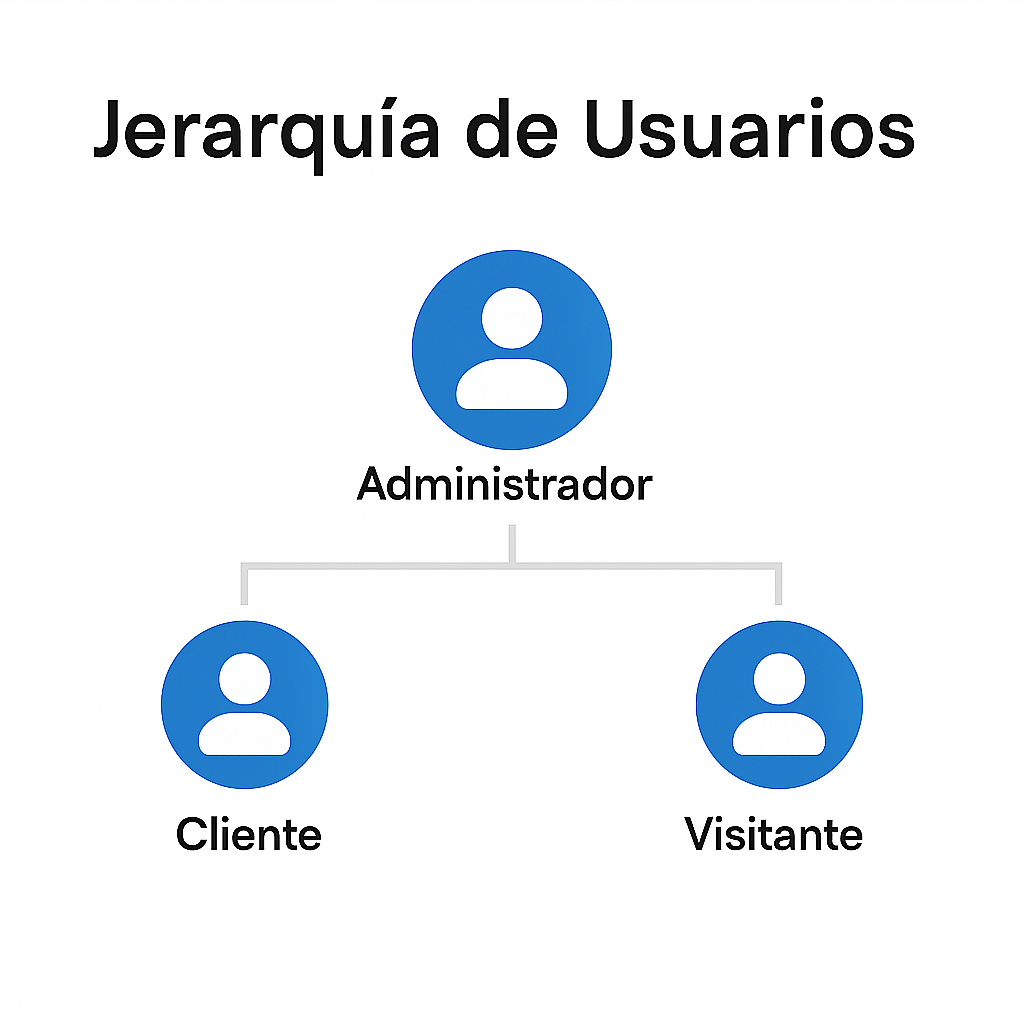 Jerarquía de Usuarios
Administrador
Cliente
Visitante